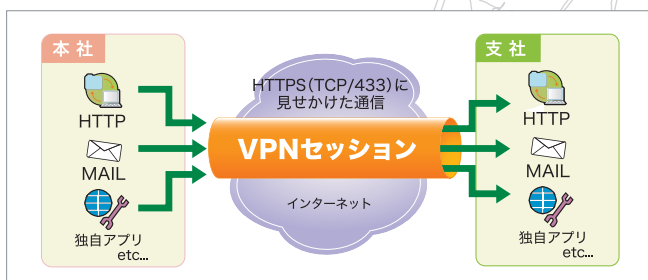 本社
HTTP
MAIL
独自アプリ
etc...
HTTPS(TCP/433)に
見せかけた通信
VPNセッション
インターネット
支社
HTTP
MAIL
独自アプリ
etc...